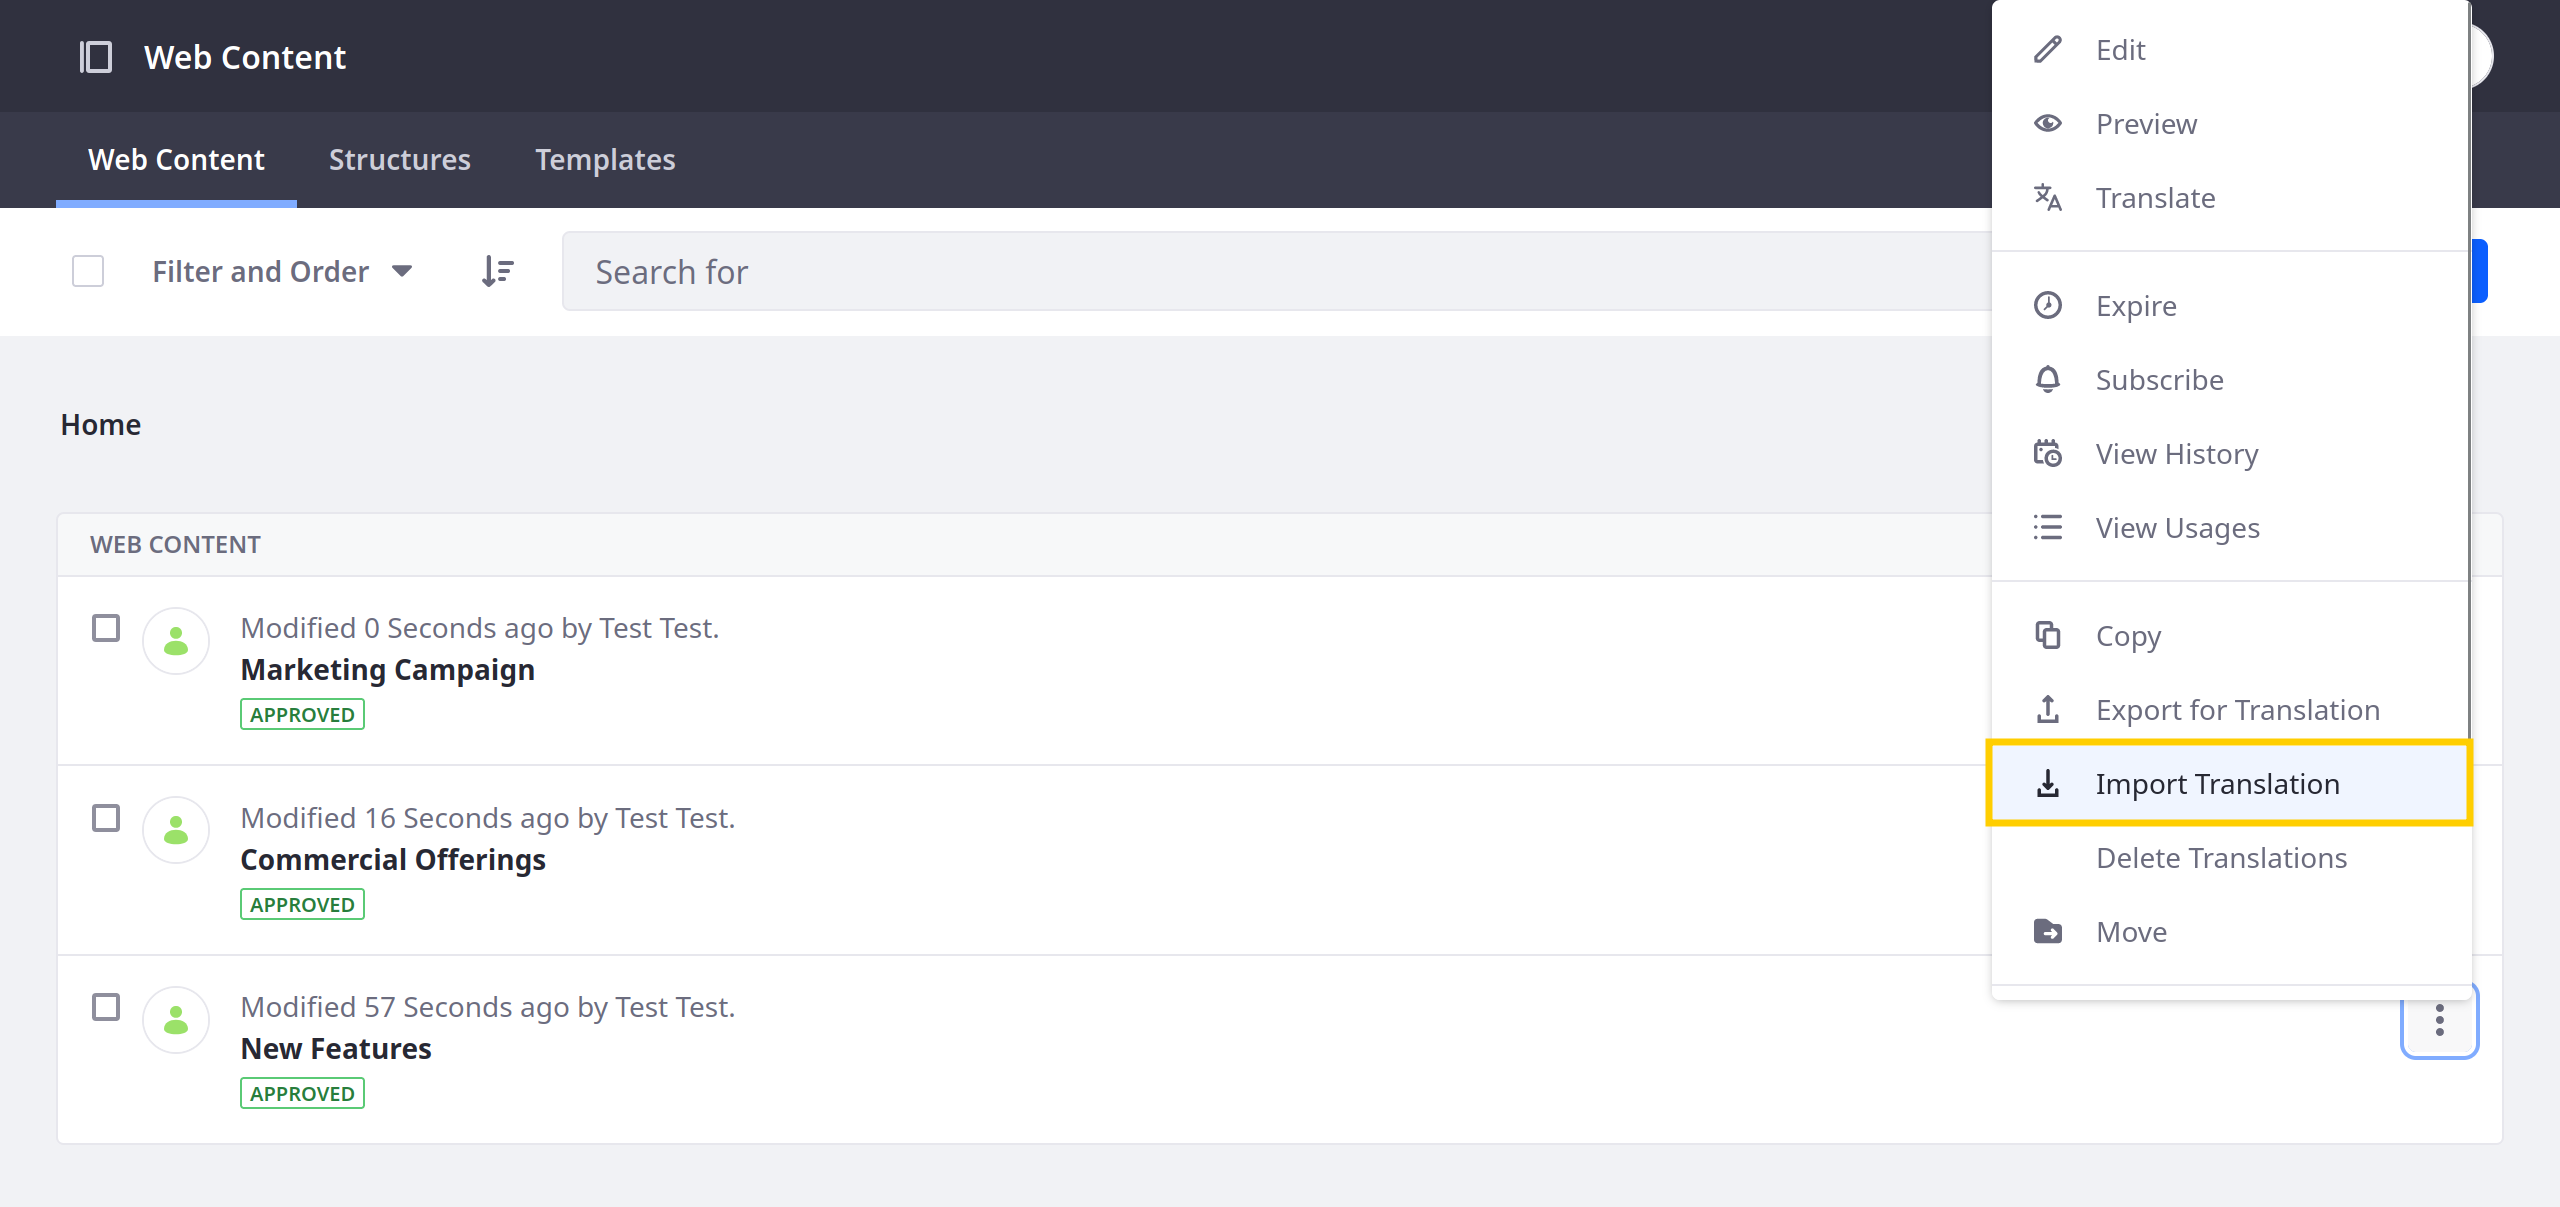 Web Content
Web Content
Structures
Templates
Filter and Order
Search for
Home
WEB CONTENT
Modified 0 Seconds ago by Test Test.
Marketing Campaign
APPROVED
Modified 16 Seconds ago by Test Test.
Commercial Offerings
APPROVED
Modified 57 Seconds ago by Test Test.
New Features
APPROVED
Edit
Preview
Translate
Expire
Subscribe
View History
View Usages
Copy
Export for Translation
Import Translation
Delete Translations
Move